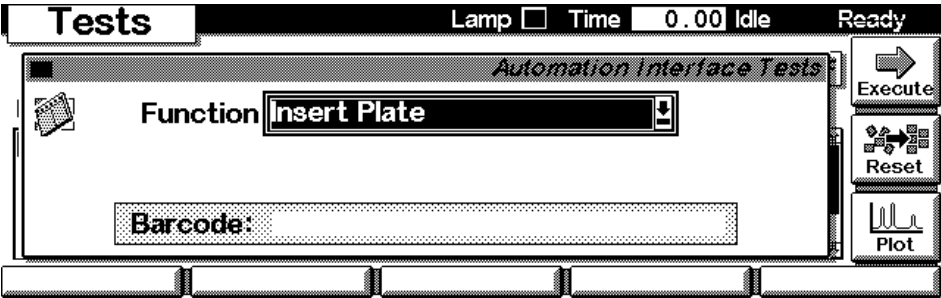 Tests
Lamp Time 0.00 Idle Ready
Automation Interface Tests
Execute
Function Insert Plate
Reset
Barcode:
Plot